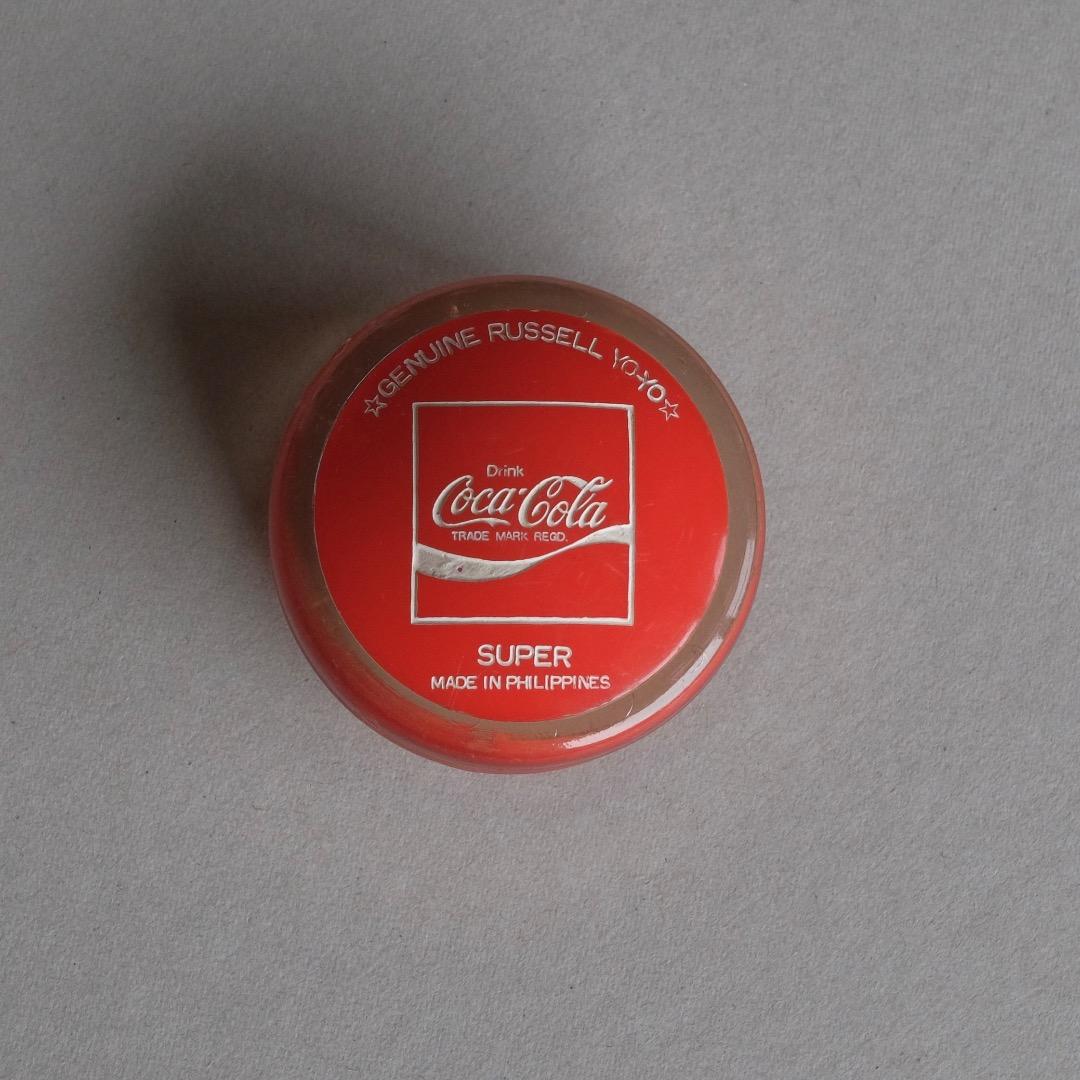 ☆GENUINE RUSSELL YO-YO☆
Drink
Coca-Cola
TRADE MARK REGD.
SUPER
MADE IN PHILIPPINES